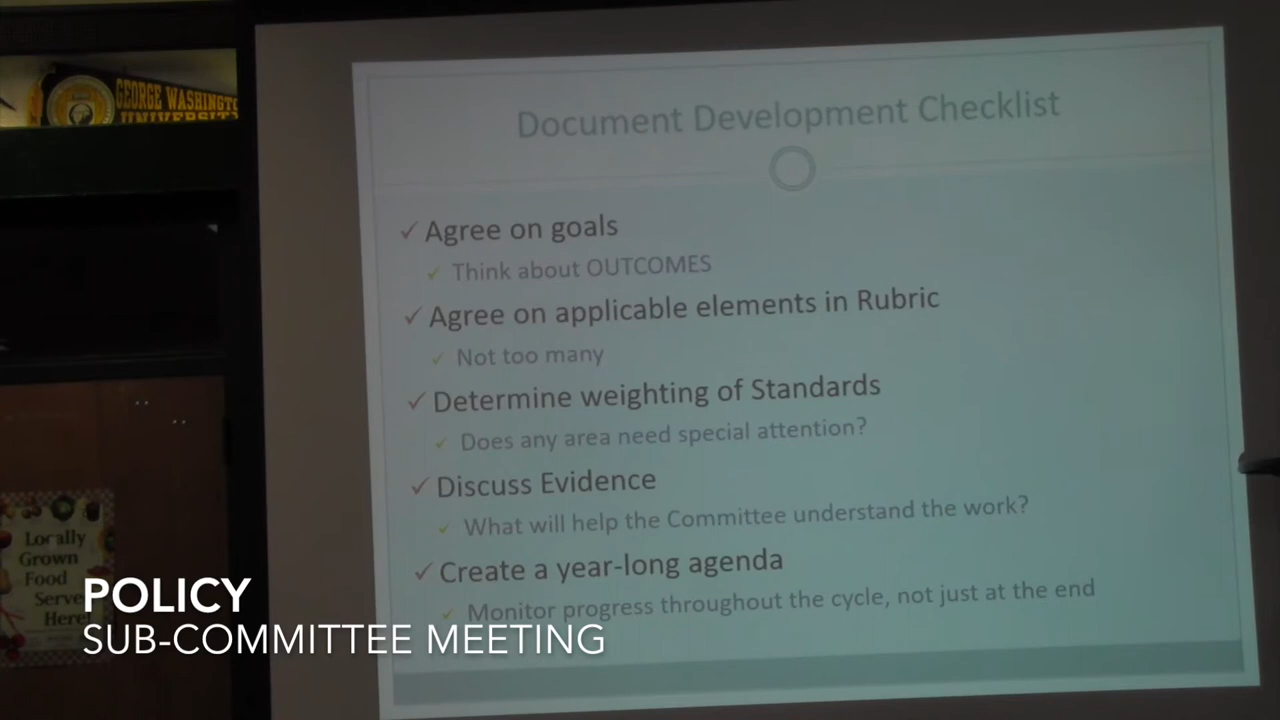 GEORGE WASHINGTO
UNIVERSITY
Document Development Checklist
✓ Agree on goals
✓ Think about OUTCOMES
✓ Agree on applicable elements in Rubric
✓ Not too many
✓ Determine weighting of Standards
✓ Does any area need special attention?
✓ Discuss Evidence
✓ What will help the Committee understand the work?
✓ Create a year-long agenda
✓ Monitor progress throughout the cycle, not just at the end
Locally
Grown
Food
Serve
Here!
POLICY
SUB-COMMITTEE MEETING